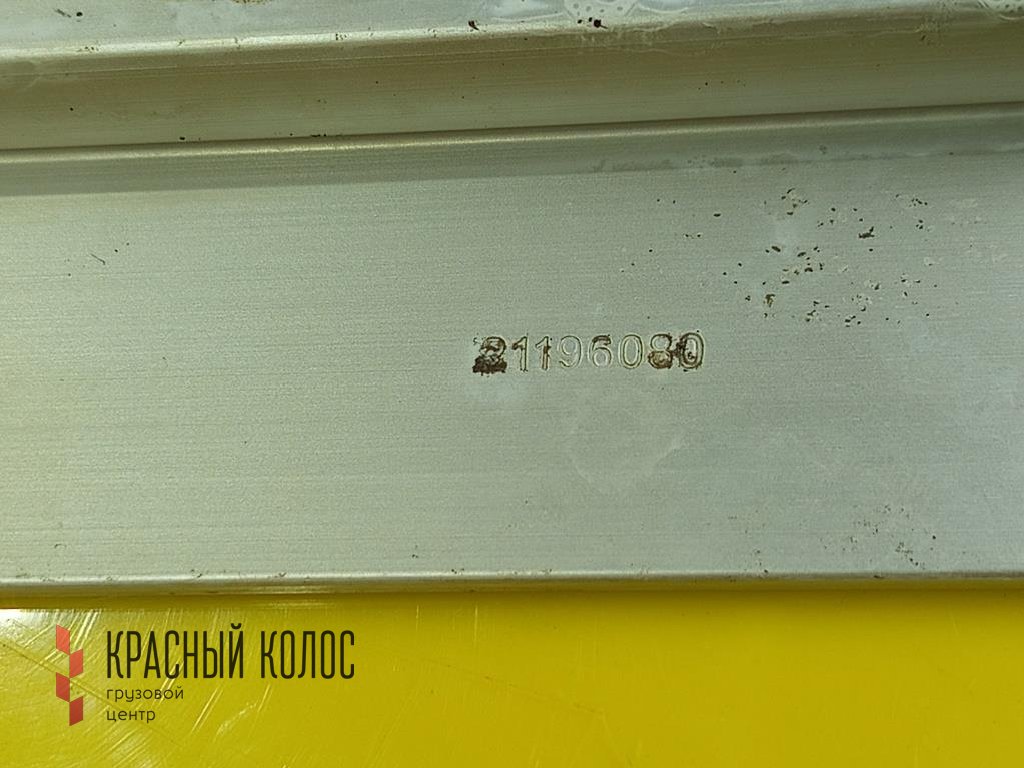 21196080
КРАСНЫЙ КОЛОС
грузовой
центр